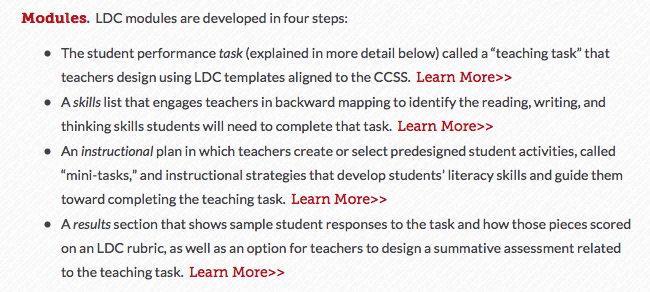 Modules. LDC modules are developed in four steps:
• The student performance task (explained in more detail below) called a “teaching task” that
teachers design using LDC templates aligned to the CCSS. Learn More>>
• A skills list that engages teachers in backward mapping to identify the reading, writing, and
thinking skills students will need to complete that task. Learn More>>
• An instructional plan in which teachers create or select predesigned student activities, called
“mini-tasks,” and instructional strategies that develop students’ literacy skills and guide them
toward completing the teaching task. Learn More>>
• A results section that shows sample student responses to the task and how those pieces scored
on an LDC rubric, as well as an option for teachers to design a summative assessment related
to the teaching task. Learn More>>